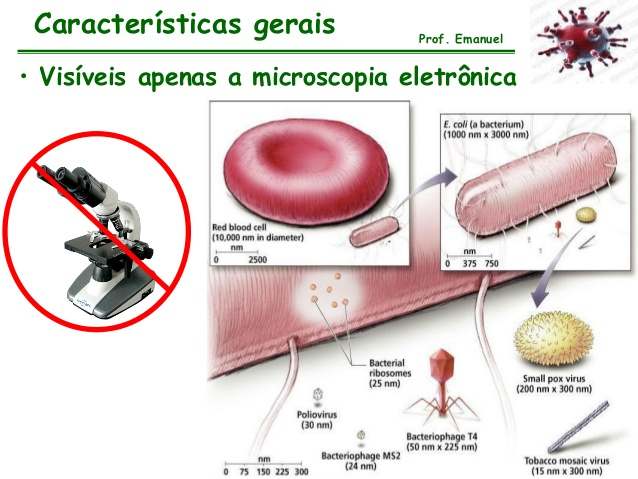 Características gerais
Prof. Emanuel
• Visíveis apenas a microscopia eletrônica
Red blood cell
(10,000 nm in diameter)
nm
0 2500
E. coli (a bacterium)
(1000 nm x 3000 nm)
nm
0 375 750
Bacterial
ribosomes
(25 nm)
Small pox virus
(200 nm x 300 nm)
Poliovirus
(30 nm)
Bacteriophage T4
(50 nm x 225 nm)
Bacteriophage MS2
(24 nm)
Tobacco mosaic virus
(15 nm x 300 nm)
nm
0 75 150 225 300